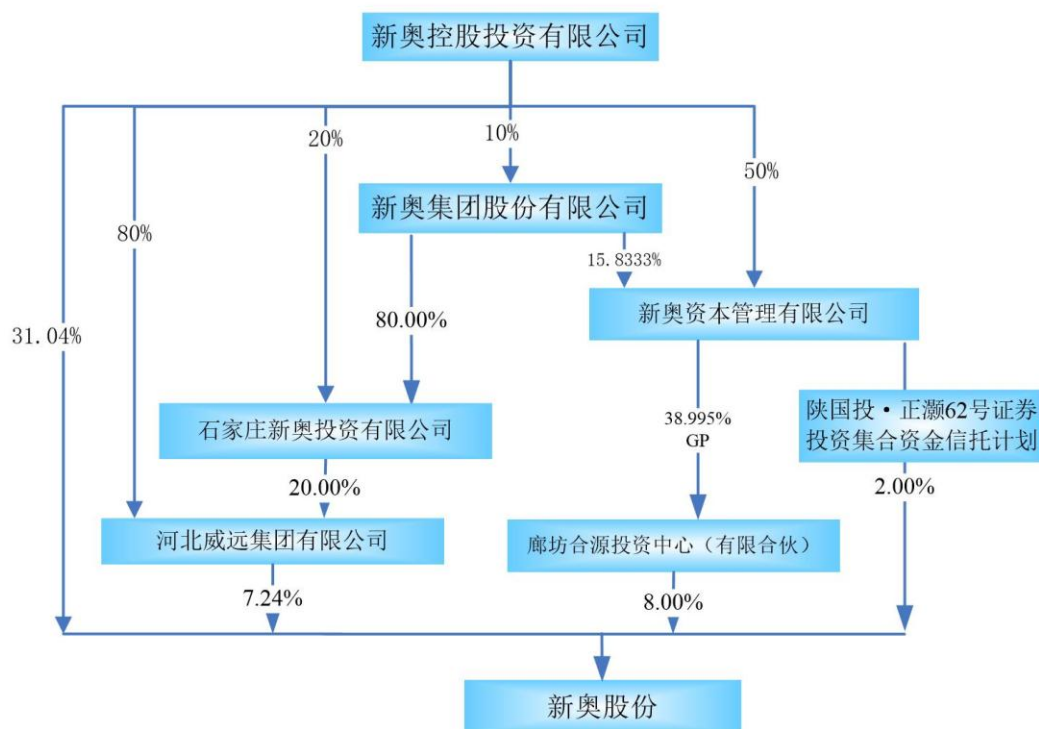 新奥控股投资有限公司
20%
10%
50%
新奥集团股份有限公司
80%
15.8333%
31.04%
80.00%
新奥资本管理有限公司
石家庄新奥投资有限公司
38.995%
GP
陕国投·正灏62号证券
投资集合资金信托计划
20.00%
2.00%
河北威远集团有限公司
廊坊合源投资中心（有限合伙）
7.24%
8.00%
新奥股份